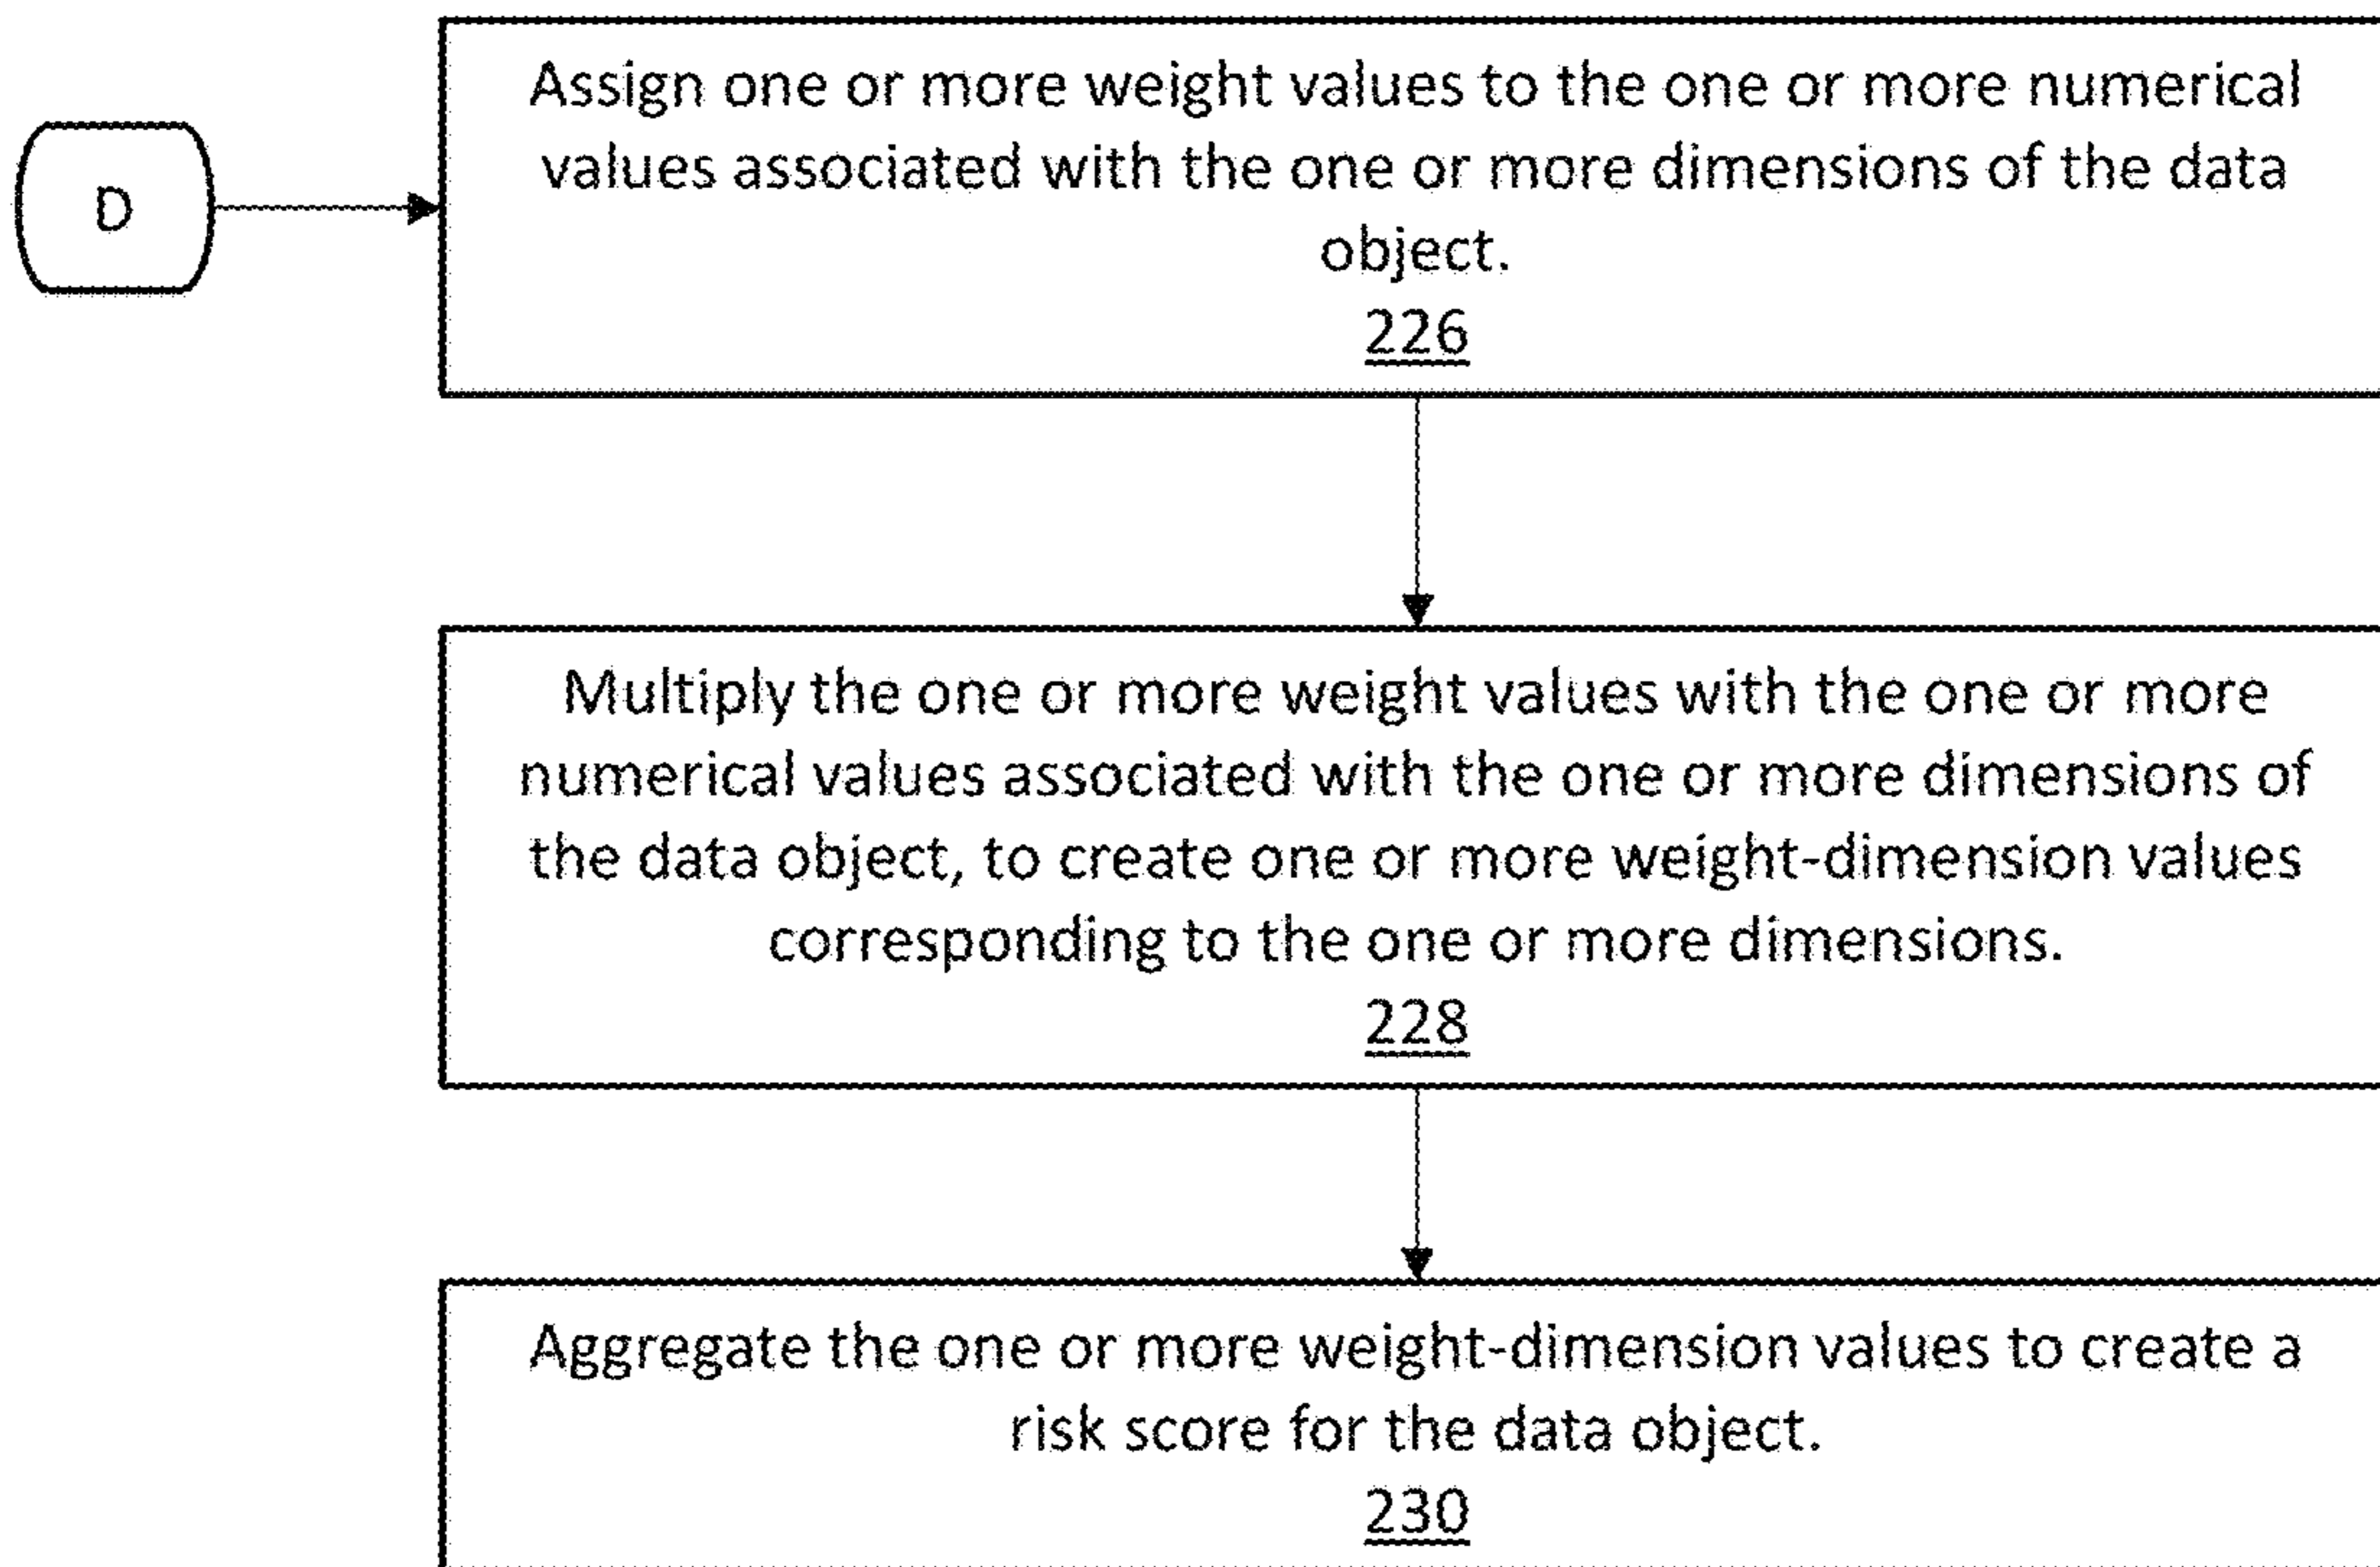 D
Assign one or more weight values to the one or more numerical
values associated with the one or more dimensions of the data
object.
226
Multiply the one or more weight values with the one or more
numerical values associated with the one or more dimensions of
the data object, to create one or more weight-dimension values
corresponding to the one or more dimensions.
228
Aggregate the one or more weight-dimension values to create a
risk score for the data object.
230